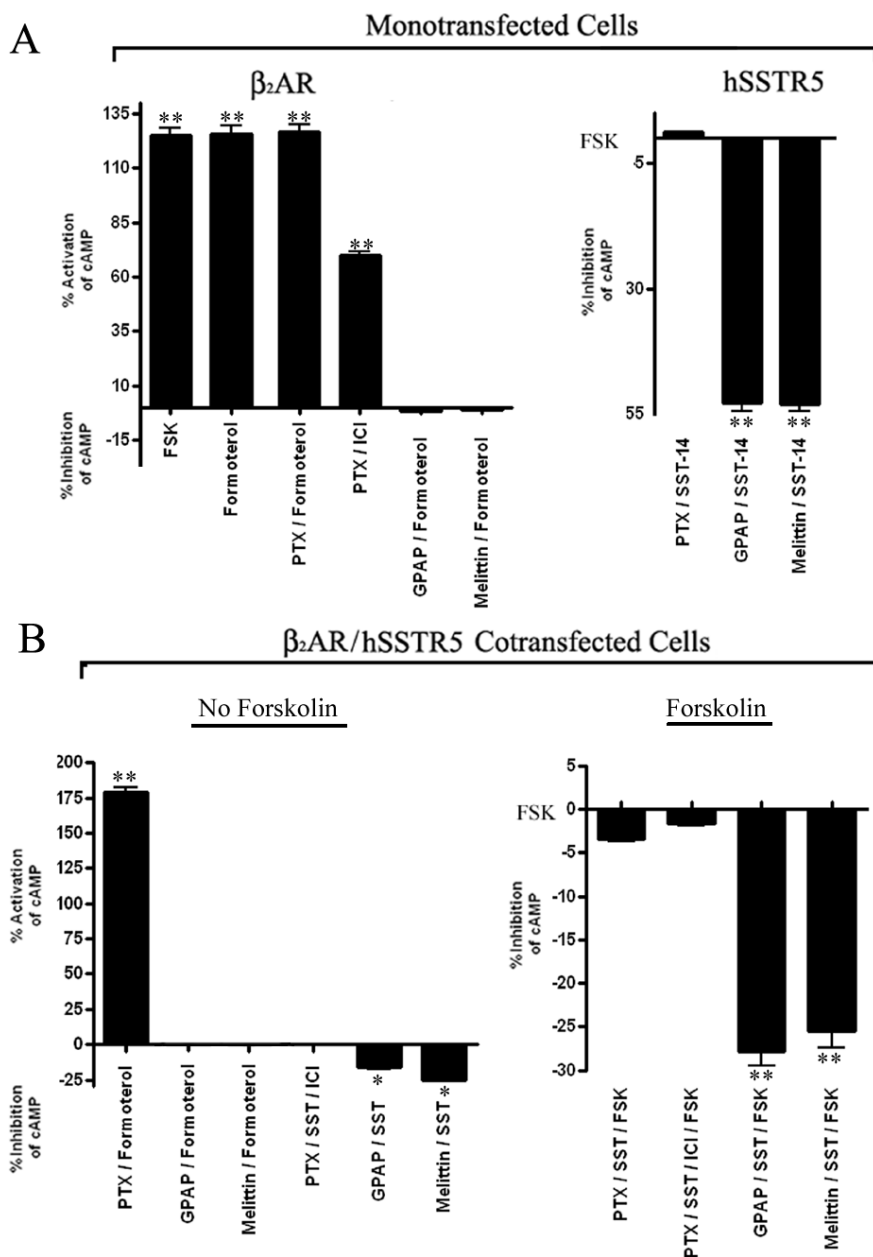 A
Monotransfected Cells
β₂AR
hSSTR5
135
110
85
60
35
10
-15
% Activation
of cAMP
%Inhibition
of cAMP
**
**
**
**
FSK
Formoterol
PTX / Formoterol
PTX / ICI
GPAP / Formoterol
Melittin / Formoterol
FSK
-5
30
55
%Inhibition
of cAMP
**
**
PTX / SST-14
GPAP / SST-14
Melittin / SST-14
B
β₂AR/hSSTR5 Cotransfected Cells
No Forskolin
Forskolin
200
175
150
125
100
75
50
25
0
-25
% Activation
of cAMP
%Inhibition
of cAMP
**
*
*
PTX / Formoterol
GPAP / Formoterol
Melittin / Formoterol
PTX / SST / ICI
GPAP / SST
Melittin / SST
5
FSK
0
-5
-10
-15
-20
-25
-30
%Inhibition
of cAMP
**
**
PTX / SST / FSK
PTX / SST / ICI / FSK
GPAP / SST / FSK
Melittin / SST / FSK